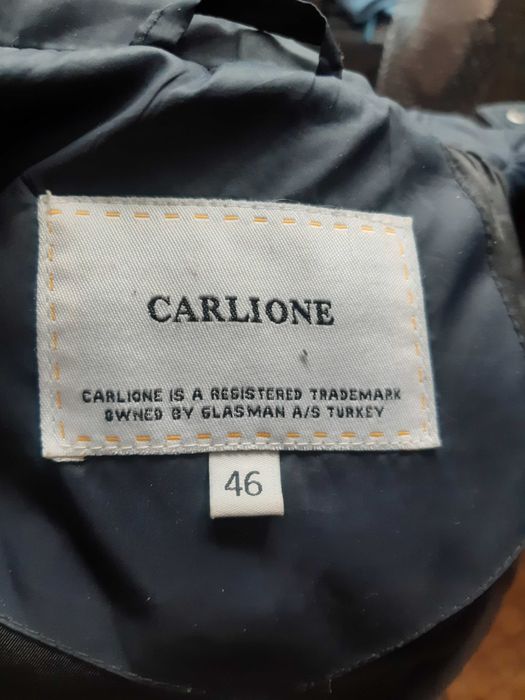 CARLIONE
CARLIONE IS A REGISTERED TRADEMARK
OWNED BY GLASMAN A/S TURKEY
46